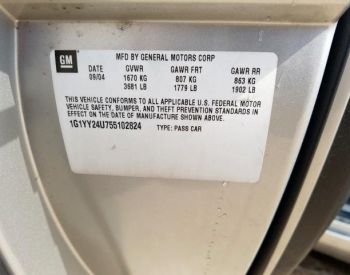 GM
MFD BY GENERAL MOTORS CORP
DATE GVWR GAWR FRT GAWR RR
09/04 1670 KG 807 KG 863 KG
3681 LB 1779 LB 1902 LB
THIS VEHICLE CONFORMS TO ALL APPLICABLE U.S. FEDERAL MOTOR
VEHICLE SAFETY, BUMPER, AND THEFT PREVENTION STANDARDS IN
EFFECT ON THE DATE OF MANUFACTURE SHOWN ABOVE.
1G1YY24U755102624 TYPE: PASS CAR